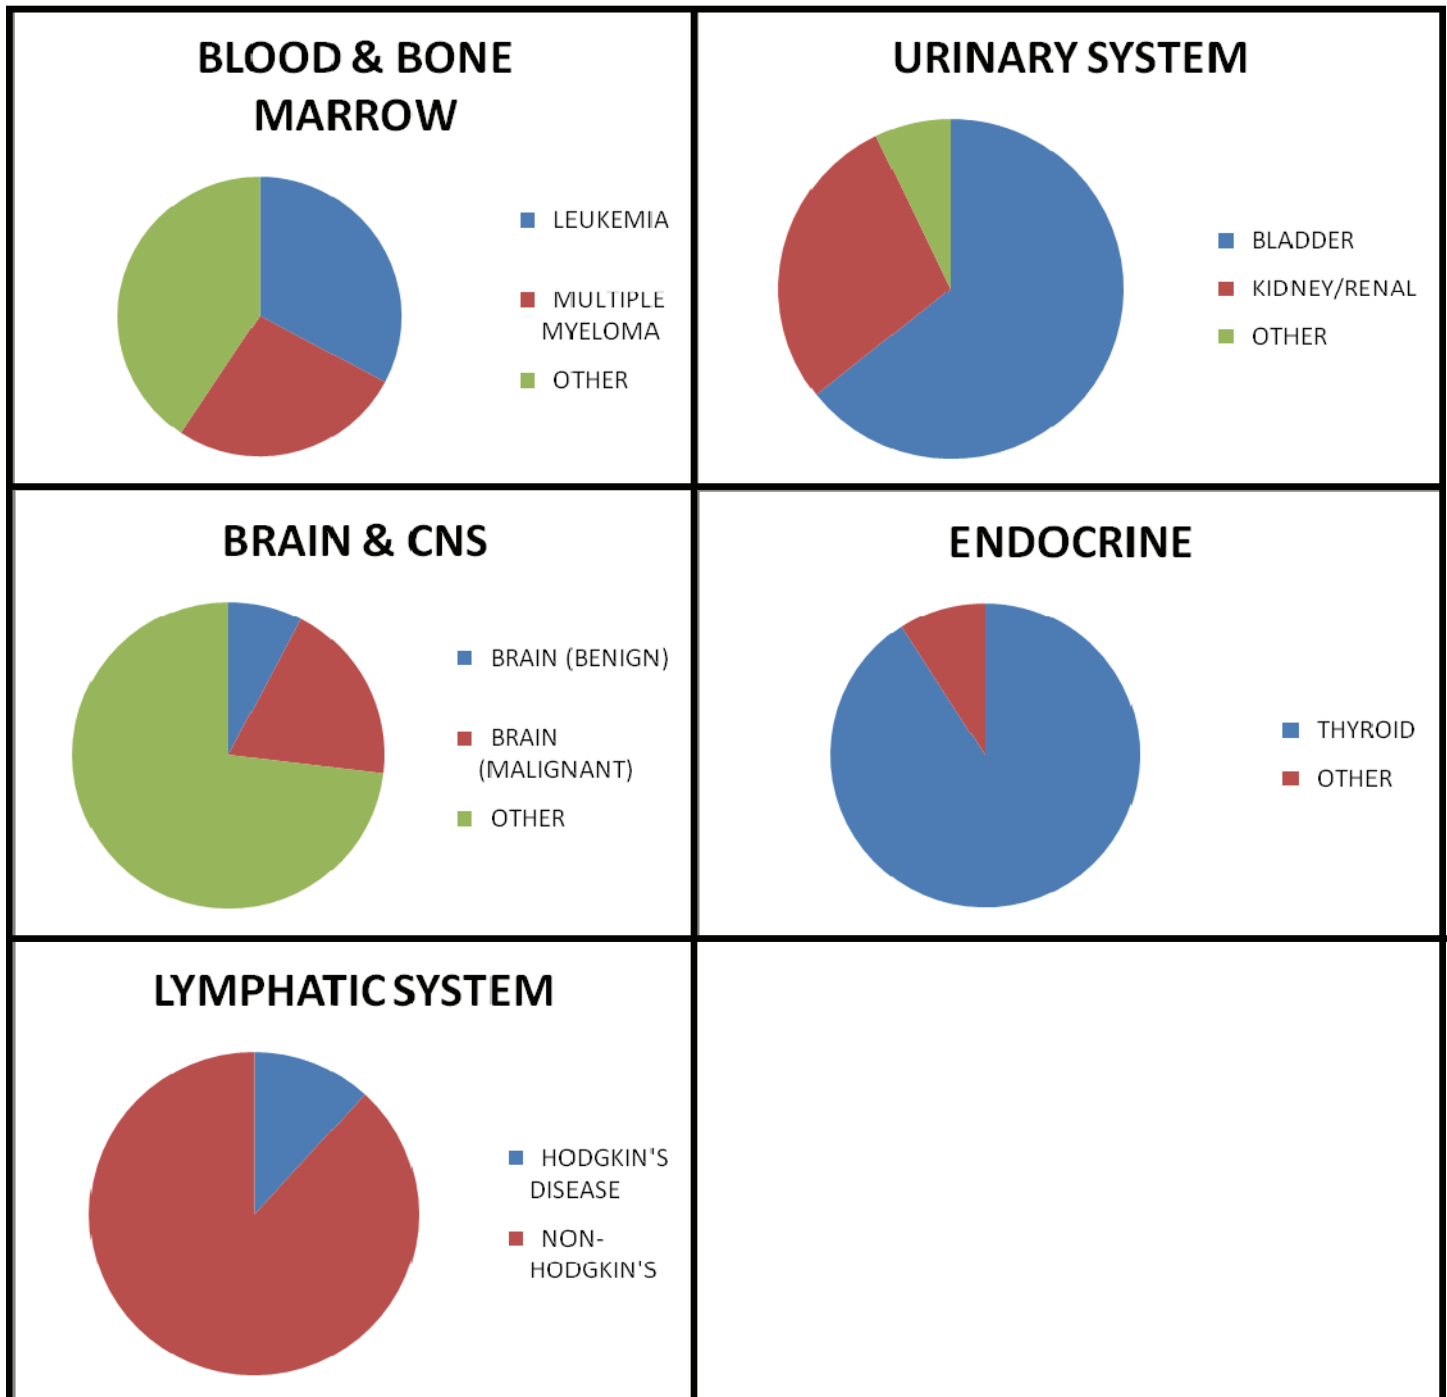 BLOOD & BONE
MARROW
LEUKEMIA
MULTIPLE
MYELOMA
OTHER
URINARY SYSTEM
BLADDER
KIDNEY/RENAL
OTHER
BRAIN & CNS
BRAIN (BENIGN)
BRAIN
(MALIGNANT)
OTHER
ENDOCRINE
THYROID
OTHER
LYMPHATIC SYSTEM
HODGKIN'S
DISEASE
NON-
HODGKIN'S